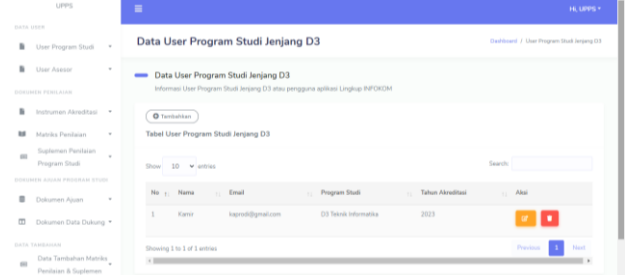 UPPS
Hi, UPPS
DATA USER
User Program Studi
User Asesor
DOKUMEN PENILAIAN
Instrumen Akreditasi
Matriks Penilaian
Suplemen Penilaian
Program Studi
DOKUMEN AJUAN PROGRAM STUDI
Dokumen Ajuan
Dokumen Data Dukung
DATA TAMBAHAN
Data Tambahan Matriks
Penilaian & Suplemen
Data User Program Studi Jenjang D3
Dashboard / User Program Studi Jenjang D3
Data User Program Studi Jenjang D3
Informasi User Program Studi Jenjang D3 atau pengguna aplikasi Lingkup INFOKOM
Tambahkan
Tabel User Program Studi Jenjang D3
Show 10 entries
Search:
No Nama Email Program Studi Tahun Akreditasi Aksi
1 Kamir kaprodi@gmail.com D3 Teknik Informatika 2023
Showing 1 to 1 of 1 entries
Previous 1 Next